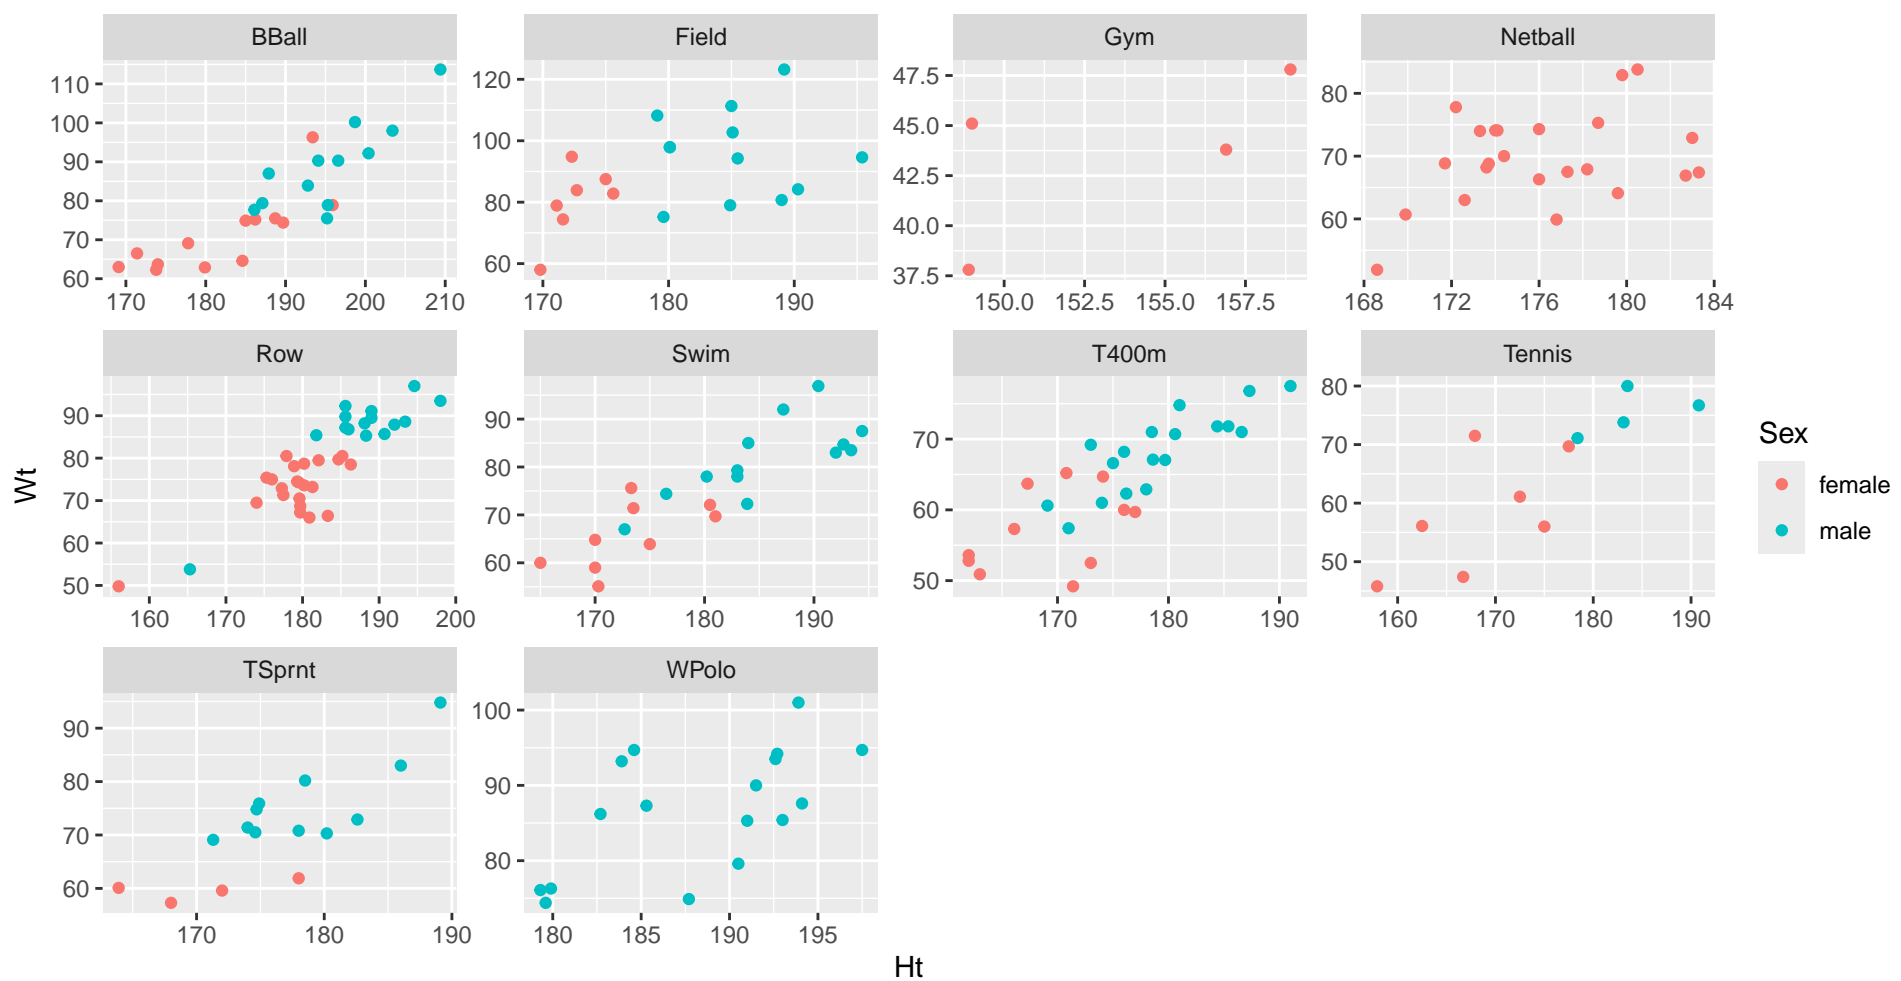 BBall Field Gym Netball
110
100
90
80
70
60
170 180 190 200 210
120
100
80
60
170 180 190
47.5
45.0
42.5
40.0
37.5
150.0 152.5 155.0 157.5
80
70
60
168 172 176 180 184
Row Swim T400m Tennis
90
80
70
60
50
160 170 180 190 200
90
80
70
60
170 180 190
70
60
50
170 180 190
80
70
60
50
160 170 180 190
TSprnt WPolo
90
80
70
60
170 180 190
100
90
80
180 185 190 195
Wt
Ht
Sex
female
male